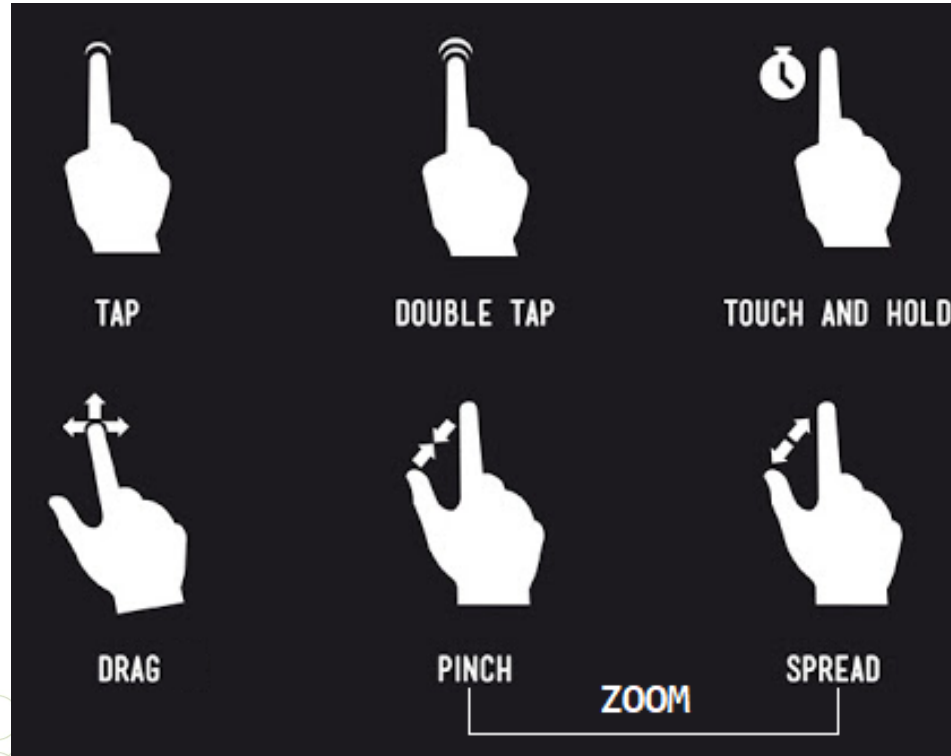 TAP
DOUBLE TAP
TOUCH AND HOLD
DRAG
PINCH
SPREAD
ZOOM